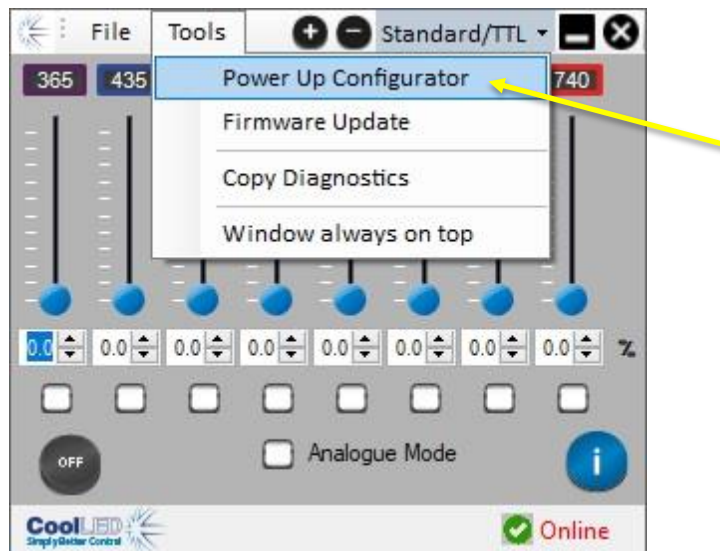 File Tools Standard/TTL
365 435 740
Power Up Configurator
Firmware Update
Copy Diagnostics
Window always on top
0.0 0.0 0.0 0.0 0.0 0.0 0.0 0.0 %
OFF
Analogue Mode
i
CoolLED
Simply Better Control
Online